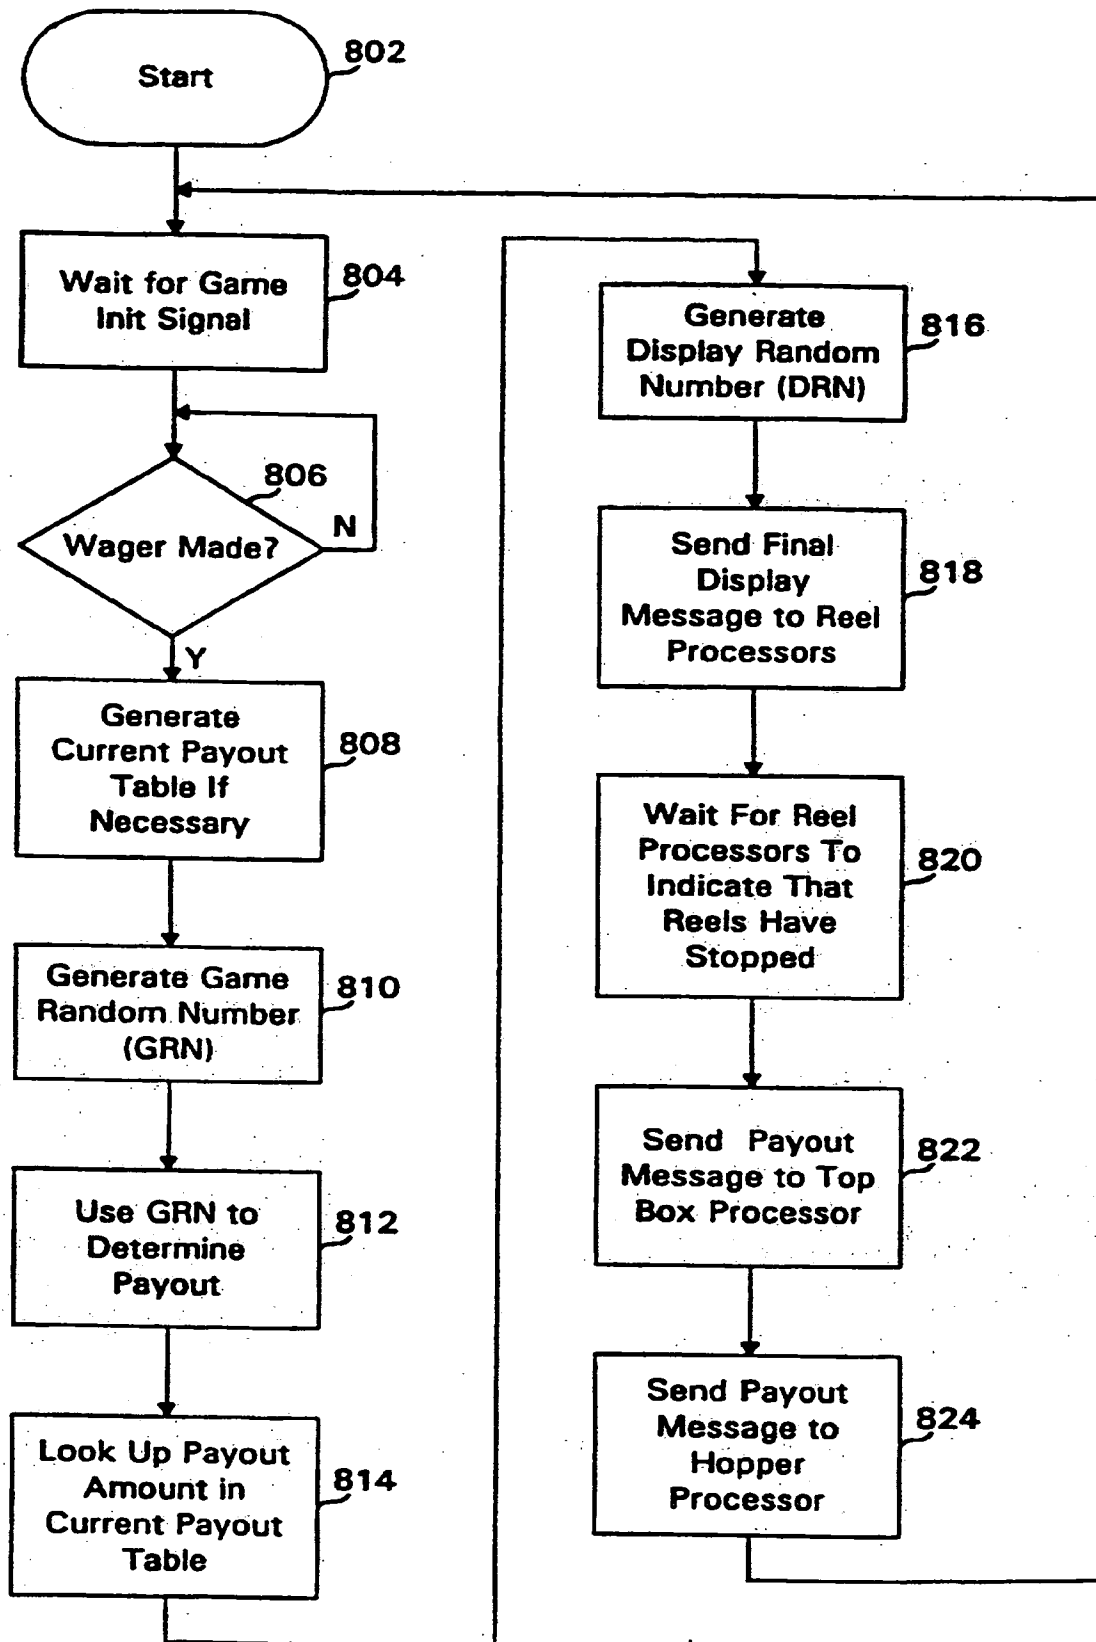 Start
802
Wait for Game
Init Signal
804
806
Wager Made?
N
Y
Generate
Current Payout
Table If
Necessary
808
Generate Game
Random Number
(GRN)
810
Use GRN to
Determine
Payout
812
Look Up Payout
Amount in
Current Payout
Table
814
Generate
Display Random
Number (DRN)
816
Send Final
Display
Message to Reel
Processors
818
Wait For Reel
Processors To
Indicate That
Reels Have
Stopped
820
Send Payout
Message to Top
Box Processor
822
Send Payout
Message to
Hopper
Processor
824